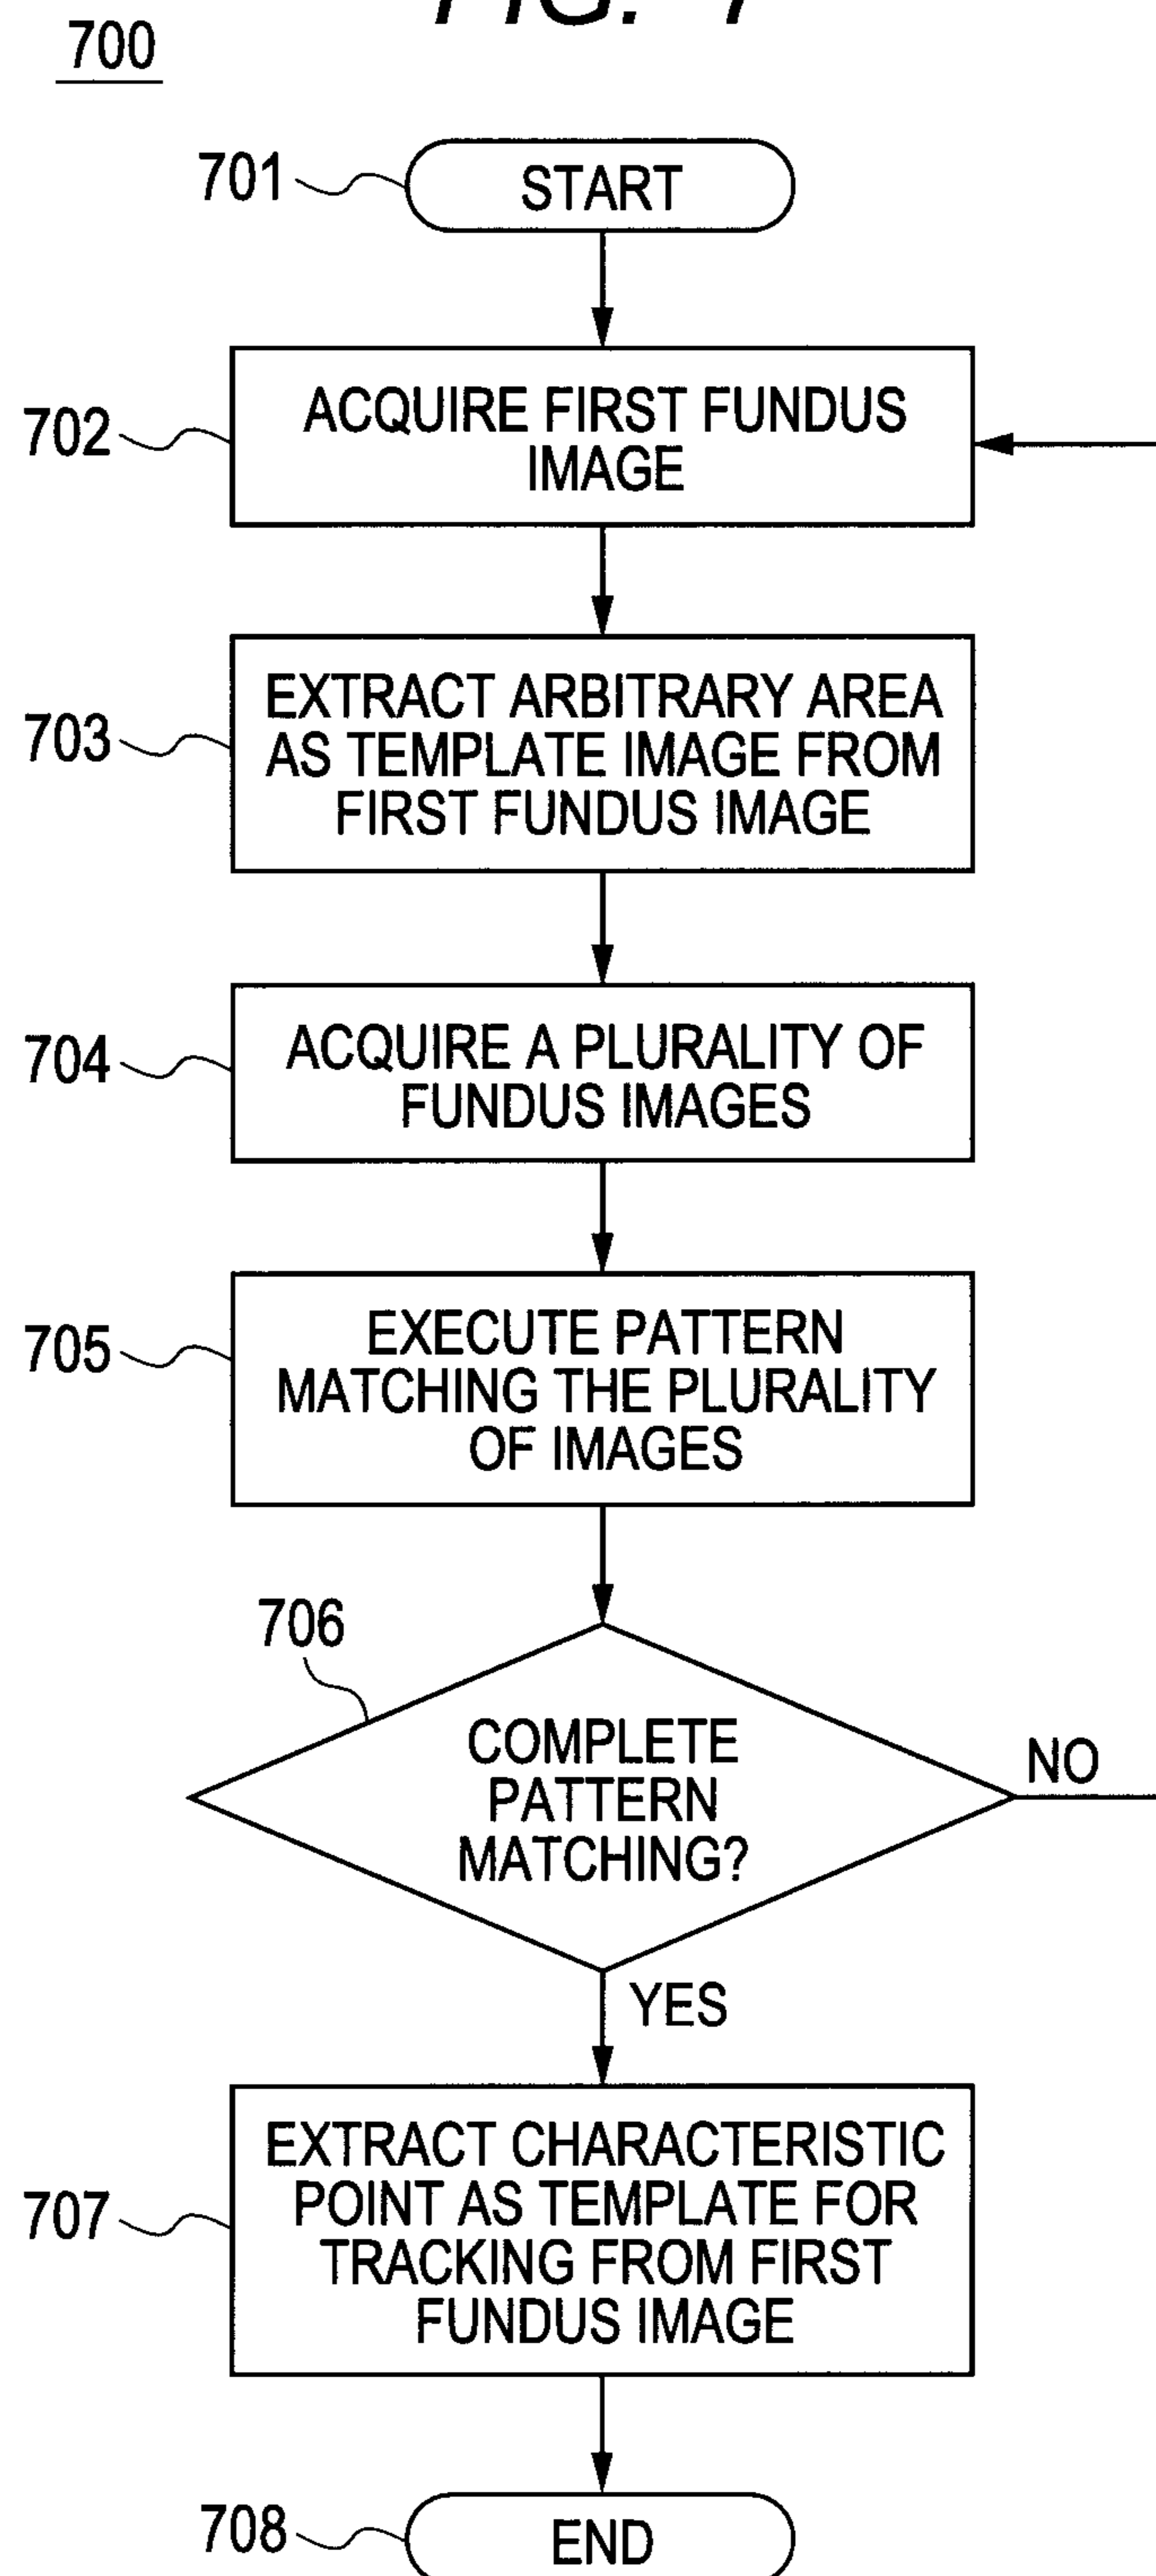 FIG. 7
700
701
START
702
ACQUIRE FIRST FUNDUS
IMAGE
703
EXTRACT ARBITRARY AREA
AS TEMPLATE IMAGE FROM
FIRST FUNDUS IMAGE
704
ACQUIRE A PLURALITY OF
FUNDUS IMAGES
705
EXECUTE PATTERN
MATCHING THE PLURALITY
OF IMAGES
706
COMPLETE
PATTERN
MATCHING?
NO
YES
707
EXTRACT CHARACTERISTIC
POINT AS TEMPLATE FOR
TRACKING FROM FIRST
FUNDUS IMAGE
708
END